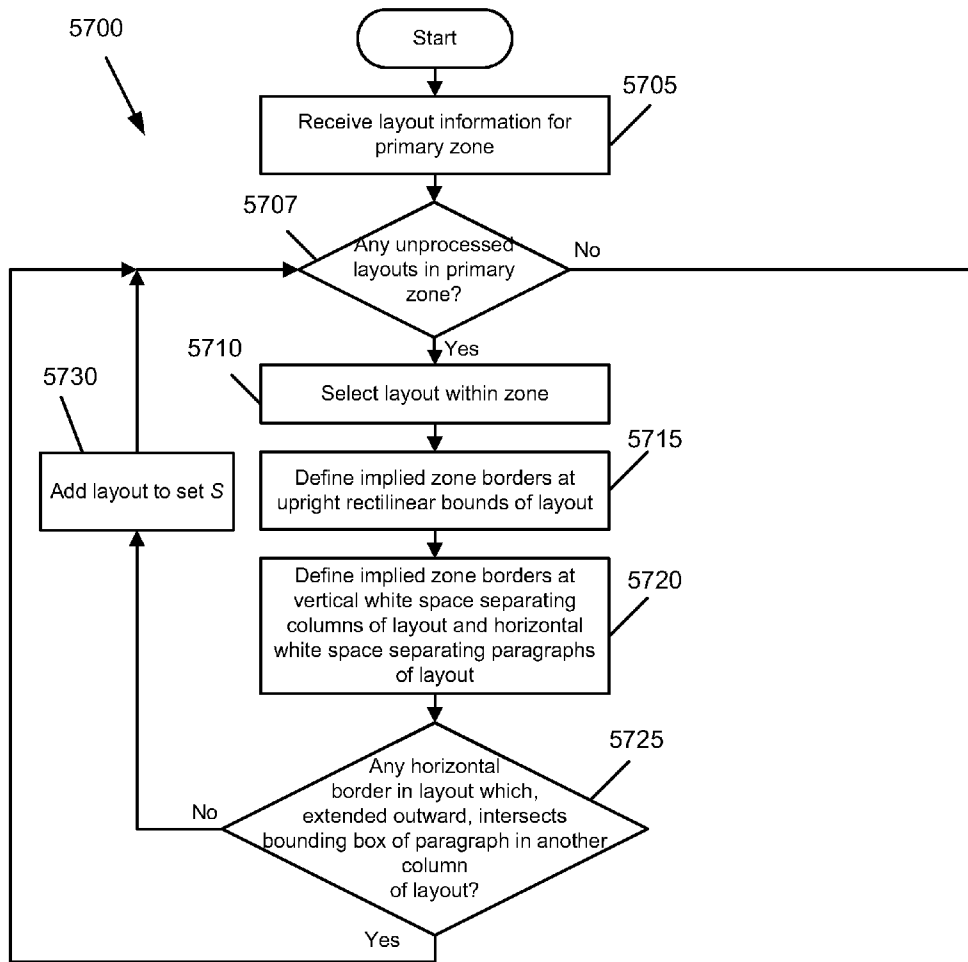 5700
Start
5705
Receive layout information for
primary zone
5707
Any unprocessed
layouts in primary
zone?
No
Yes
5710
Select layout within zone
5730
Add layout to set S
5715
Define implied zone borders at
upright rectilinear bounds of layout
5720
Define implied zone borders at
vertical white space separating
columns of layout and horizontal
white space separating paragraphs
of layout
5725
Any horizontal
border in layout which,
extended outward, intersects
bounding box of paragraph in another
column
of layout?
No
Yes